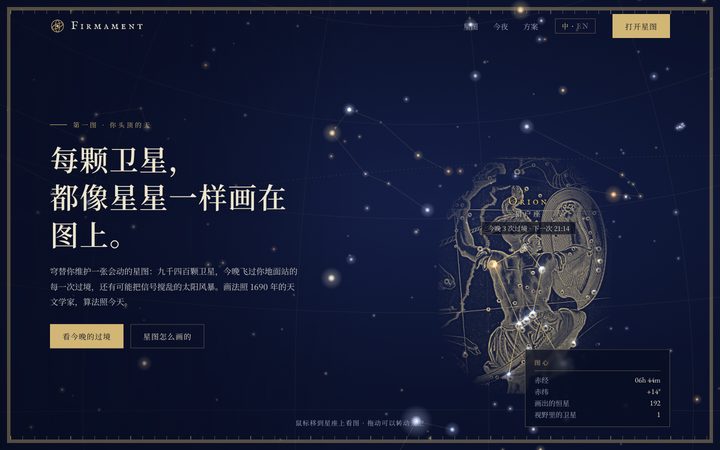 FIRMAMENT
星图 今夜 方案 中·EN 打开星图
第一图 · 你头顶的天
每颗卫星，
都像星星一样画在
图上。
穹替你维护一张会动的星图：九千四百颗卫星，今晚飞过你地面站的
每一次过境，还有可能把信号搅乱的太阳风暴。画法照 1690 年的天
文学家，算法照今天。
看今晚的过境 星图怎么画的
ORION
猎户座
今晚 3 次过境 · 下一次 21:14
图心
赤经 06h 44m
赤纬 +14°
画出的恒星 192
视野里的卫星 1
鼠标移到星座上看图 · 拖动可以转动